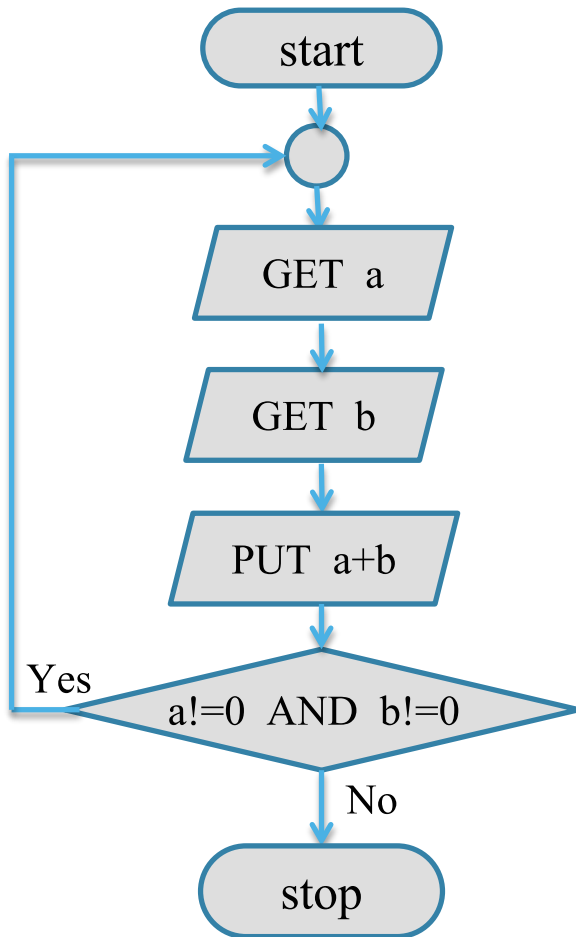 start
GET a
GET b
PUT a+b
Yes
a!=0 AND b!=0
No
stop